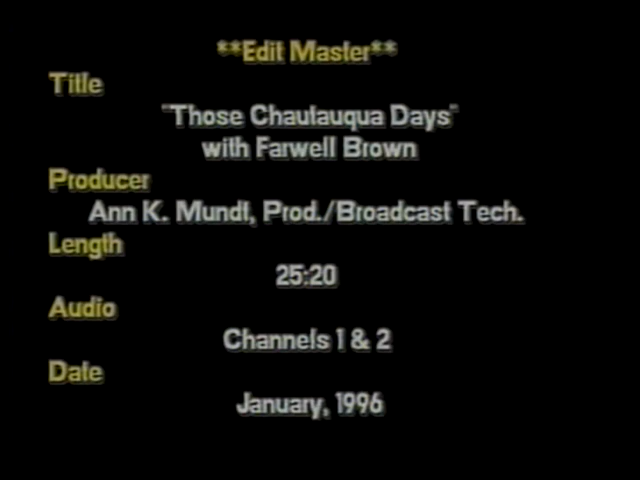 **Edit Master**
Title
"Those Chautauqua Days"
with Farwell Brown
Producer
Ann K. Mundt, Prod./Broadcast Tech.
Length
25:20
Audio
Channels 1 & 2
Date
January, 1996